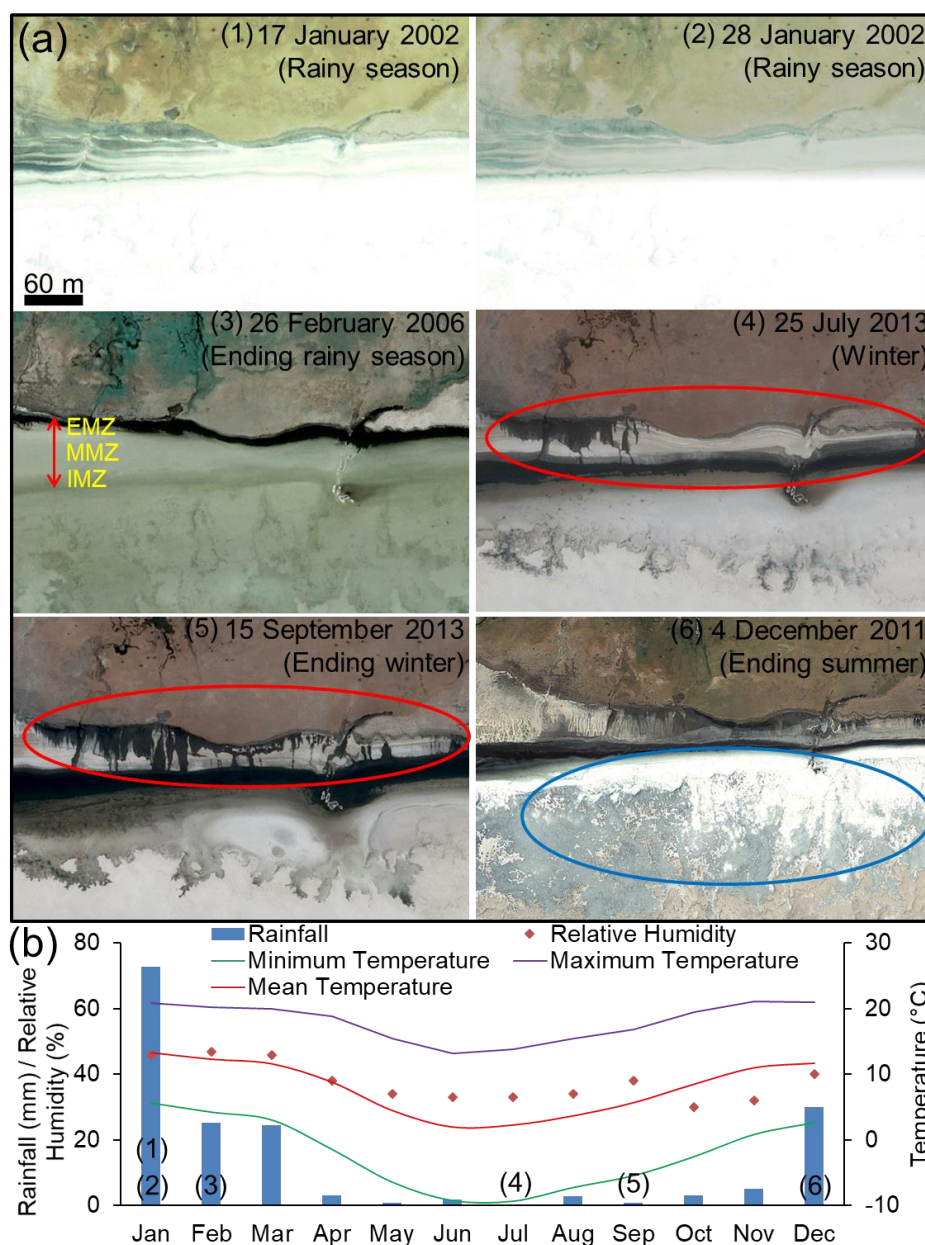 (a)
(1) 17 January 2002
(Rainy season)
(2) 28 January 2002
(Rainy season)
60 m
(3) 26 February 2006
(Ending rainy season)
EMZ
MMZ
IMZ
(4) 25 July 2013
(Winter)
(5) 15 September 2013
(Ending winter)
(6) 4 December 2011
(Ending summer)
(b)
Rainfall
Relative Humidity
Minimum Temperature
Maximum Temperature
Mean Temperature
Rainfall (mm) / Relative
Humidity (%)
80
60
40
20
0
30
20
10
0
-10
Temperature (°C)
(1)
(2)
(3)
(4)
(5)
(6)
Jan Feb Mar Apr May Jun Jul Aug Sep Oct Nov Dec